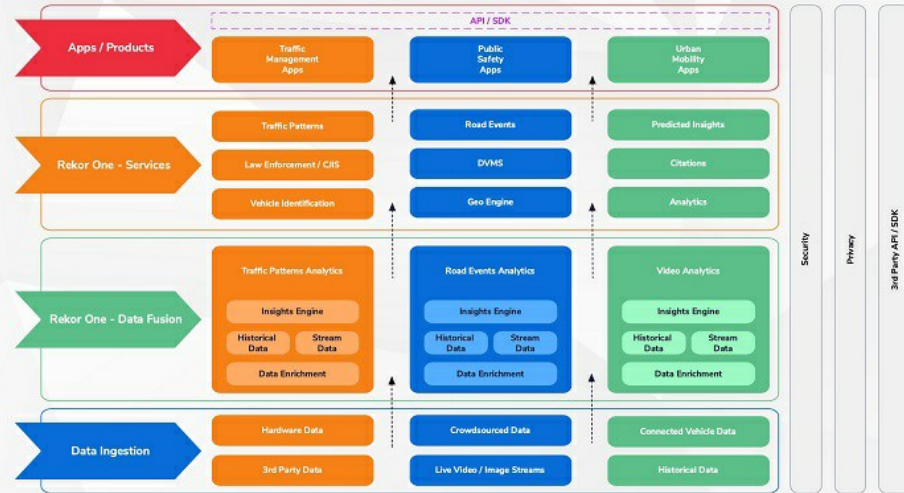 API / SDK
Apps / Products
Traffic
Management
Apps
Public
Safety
Apps
Urban
Mobility
Apps
Rekor One - Services
Traffic Patterns
Road Events
Predicted Insights
Law Enforcement / CJIS
DVMS
Citations
Vehicle Identification
Geo Engine
Analytics
Rekor One - Data Fusion
Traffic Patterns Analytics
Insights Engine
Historical
Data
Stream
Data
Data Enrichment
Road Events Analytics
Insights Engine
Historical
Data
Stream
Data
Data Enrichment
Video Analytics
Insights Engine
Historical
Data
Stream
Data
Data Enrichment
Data Ingestion
Hardware Data
Crowdsourced Data
Connected Vehicle Data
3rd Party Data
Live Video / Image Streams
Historical Data
Security
Privacy
3rd Party API / SDK